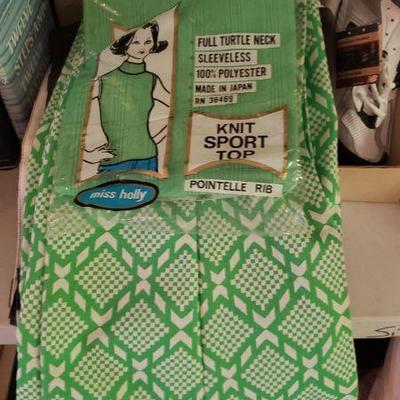 FULL TURTLE NECK
SLEEVELESS
100% POLYESTER
MADE IN JAPAN
RN 36469
KNIT
SPORT
TOP
miss holly
POINTELLE RIB